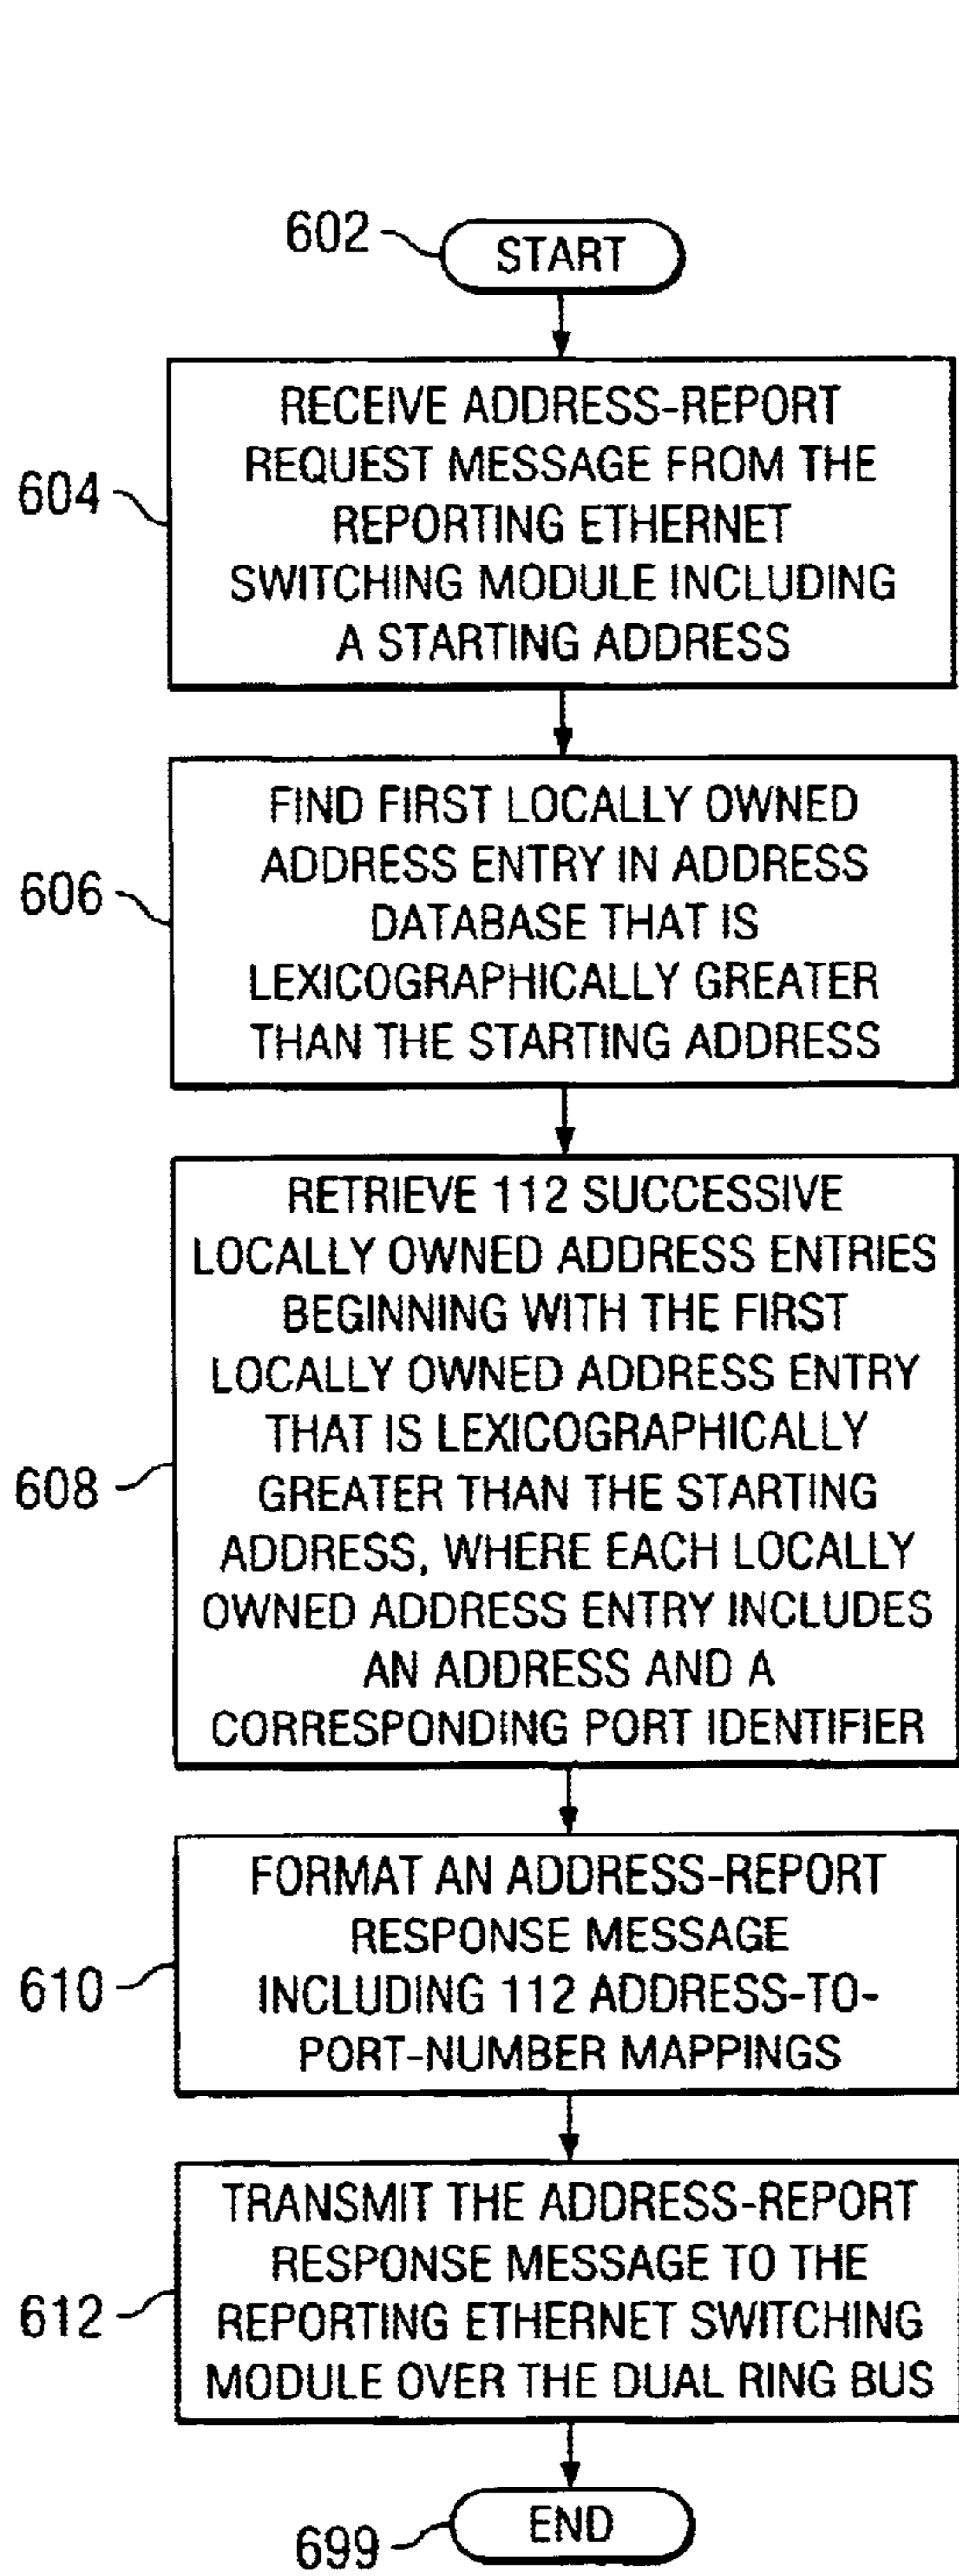 602
START
604
RECEIVE ADDRESS-REPORT
REQUEST MESSAGE FROM THE
REPORTING ETHERNET
SWITCHING MODULE INCLUDING
A STARTING ADDRESS
606
FIND FIRST LOCALLY OWNED
ADDRESS ENTRY IN ADDRESS
DATABASE THAT IS
LEXICOGRAPHICALLY GREATER
THAN THE STARTING ADDRESS
608
RETRIEVE 112 SUCCESSIVE
LOCALLY OWNED ADDRESS ENTRIES
BEGINNING WITH THE FIRST
LOCALLY OWNED ADDRESS ENTRY
THAT IS LEXICOGRAPHICALLY
GREATER THAN THE STARTING
ADDRESS, WHERE EACH LOCALLY
OWNED ADDRESS ENTRY INCLUDES
AN ADDRESS AND A
CORRESPONDING PORT IDENTIFIER
610
FORMAT AN ADDRESS-REPORT
RESPONSE MESSAGE
INCLUDING 112 ADDRESS-TO-
PORT-NUMBER MAPPINGS
612
TRANSMIT THE ADDRESS-REPORT
RESPONSE MESSAGE TO THE
REPORTING ETHERNET SWITCHING
MODULE OVER THE DUAL RING BUS
699
END